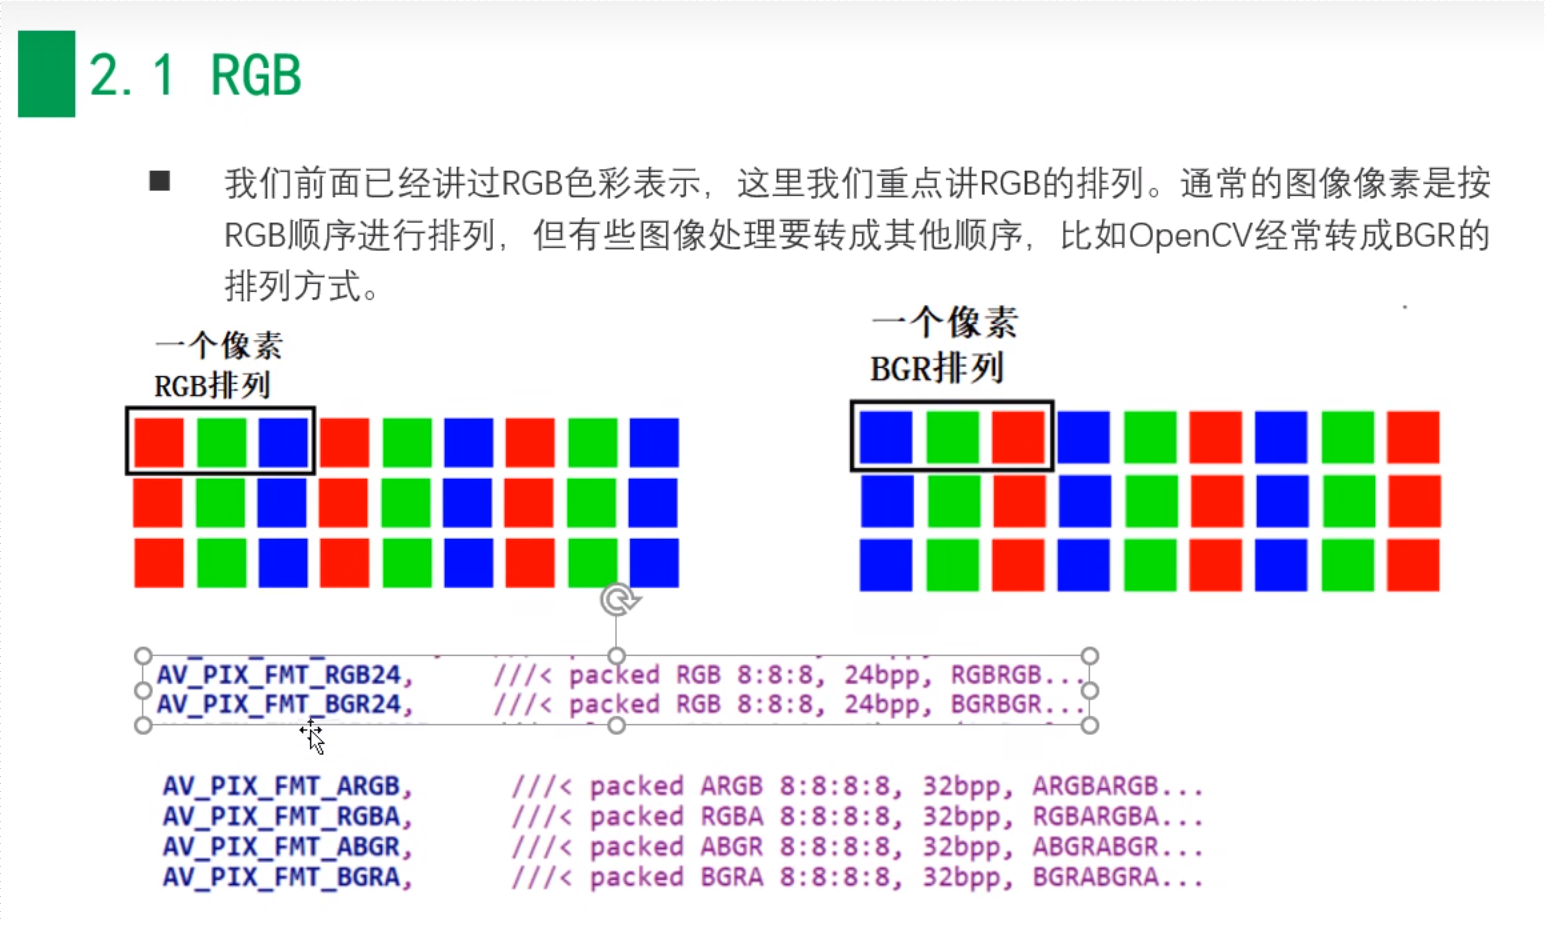 2.1 RGB
■ 我们前面已经讲过RGB色彩表示，这里我们重点讲RGB的排列。通常的图像像素是按
RGB顺序进行排列，但有些图像处理要转成其他顺序，比如OpenCV经常转成BGR的
排列方式。
一个像素
RGB排列
一个像素
BGR排列
AV_PIX_FMT_RGB24, ///< packed RGB 8:8:8, 24bpp, RGBRGB...
AV_PIX_FMT_BGR24, ///< packed RGB 8:8:8, 24bpp, BGRBGR...
AV_PIX_FMT_ARGB, ///< packed ARGB 8:8:8:8, 32bpp, ARGBARGB...
AV_PIX_FMT_RGBA, ///< packed RGBA 8:8:8:8, 32bpp, RGBARGBA...
AV_PIX_FMT_ABGR, ///< packed ABGR 8:8:8:8, 32bpp, ABGRABGR...
AV_PIX_FMT_BGRA, ///< packed BGRA 8:8:8:8, 32bpp, BGRABGRA...